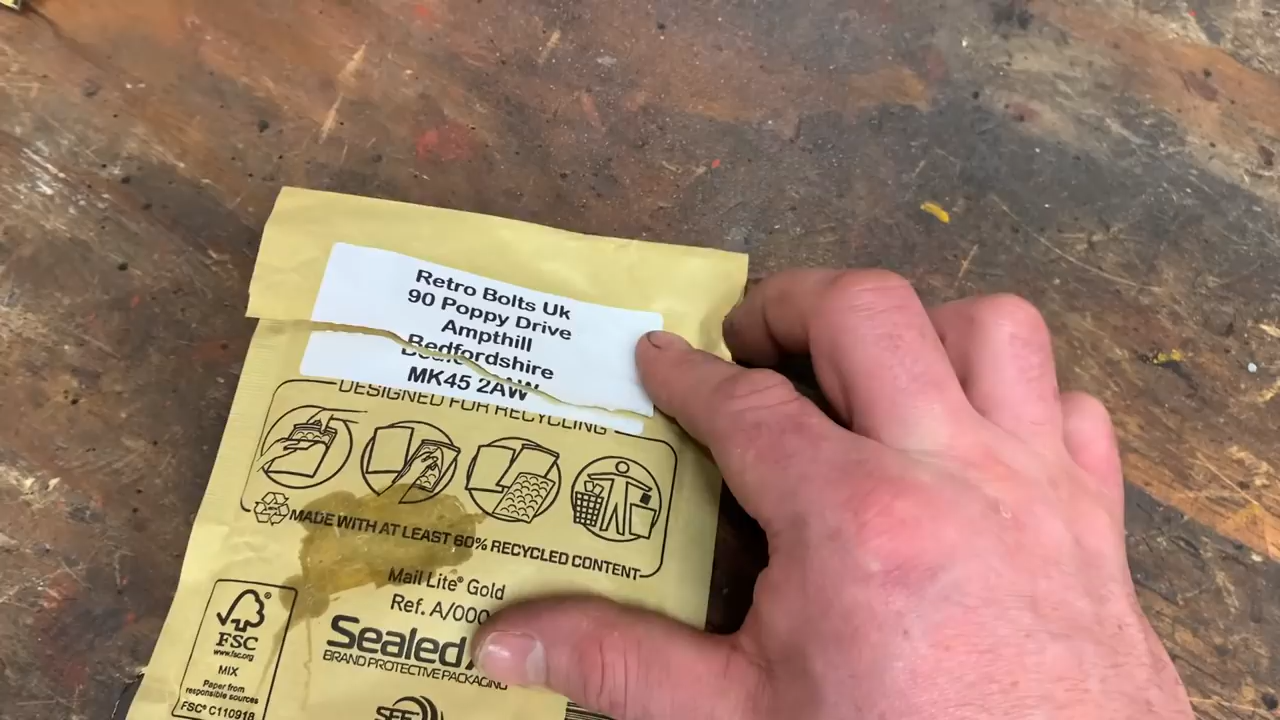 Retro Bolts Uk
90 Poppy Drive
Ampthill
Bedfordshire
MK45 2AW
DESIGNED FOR RECYCLING
MADE WITH AT LEAST 60% RECYCLED CONTENT
Mail Lite® Gold
Ref. A/000
Sealed
BRAND PROTECTIVE PACKAGING
FSC
www.fsc.org
MIX
Paper from
responsible sources
FSC® C110918